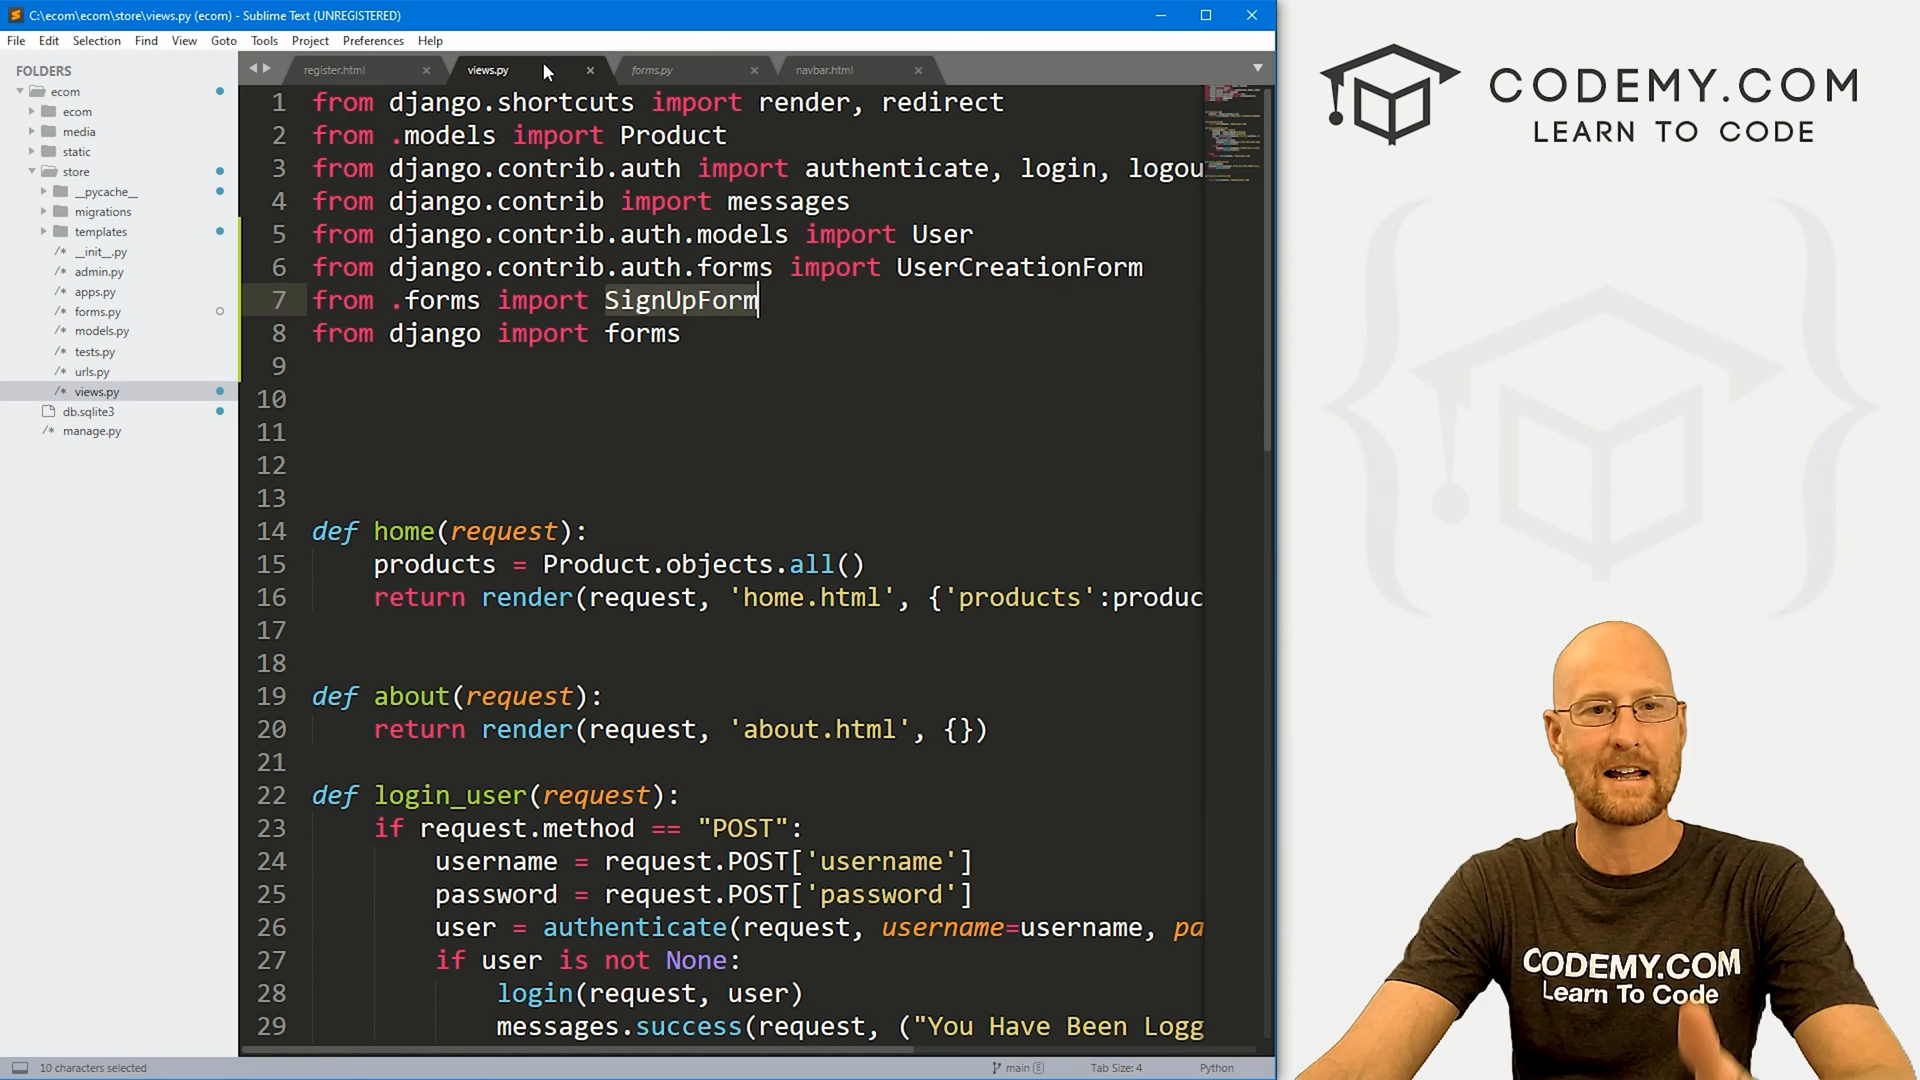 C:\ecom\ecom\store\views.py (ecom) - Sublime Text (UNREGISTERED)
File Edit Selection Find View Goto Tools Project Preferences Help
FOLDERS
ecom
ecom
media
static
store
__pycache__
migrations
templates
/* __init__.py
/* admin.py
/* apps.py
/* forms.py
/* models.py
/* tests.py
/* urls.py
/* views.py
db.sqlite3
/* manage.py
register.html views.py forms.py navbar.html
1 from django.shortcuts import render, redirect
2 from .models import Product
3 from django.contrib.auth import authenticate, login, logou
4 from django.contrib import messages
5 from django.contrib.auth.models import User
6 from django.contrib.auth.forms import UserCreationForm
7 from .forms import SignUpForm
8 from django import forms
9
10
11
12
13
14 def home(request):
15 products = Product.objects.all()
16 return render(request, 'home.html', {'products':produc
17
18
19 def about(request):
20 return render(request, 'about.html', {})
21
22 def login_user(request):
23 if request.method == "POST":
24 username = request.POST['username']
25 password = request.POST['password']
26 user = authenticate(request, username=username, pa
27 if user is not None:
28 login(request, user)
29 messages.success(request, ("You Have Been Logg
10 characters selected
main 8
Tab Size: 4
Python
CODEMY.COM
LEARN TO CODE
CODEMY.COM
Learn To Code